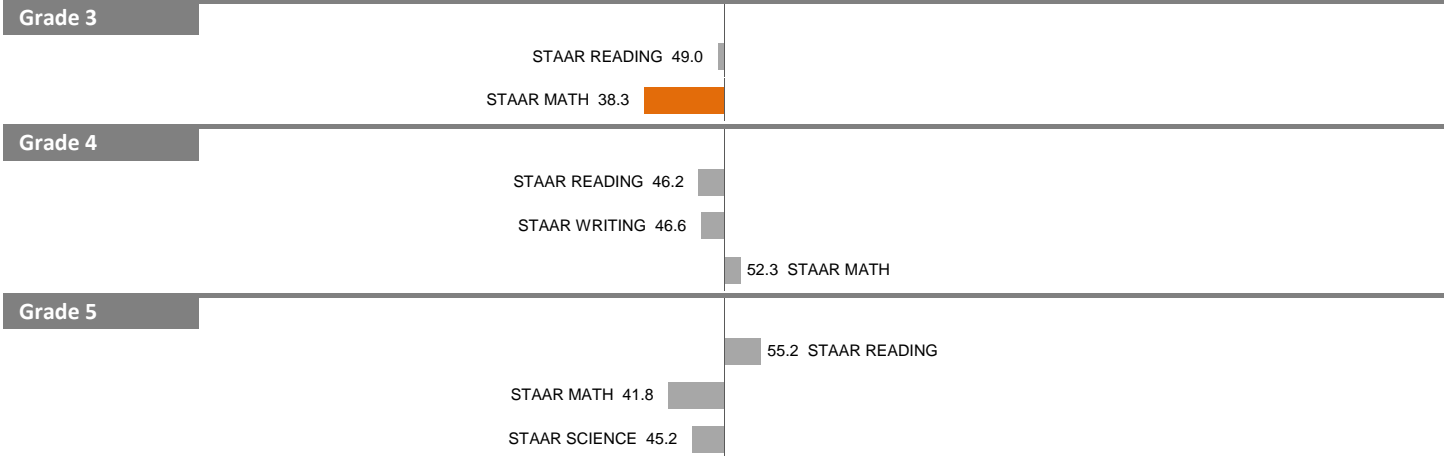 Grade 3
STAAR READING 49.0
STAAR MATH 38.3
Grade 4
STAAR READING 46.2
STAAR WRITING 46.6
52.3 STAAR MATH
Grade 5
55.2 STAAR READING
STAAR MATH 41.8
STAAR SCIENCE 45.2